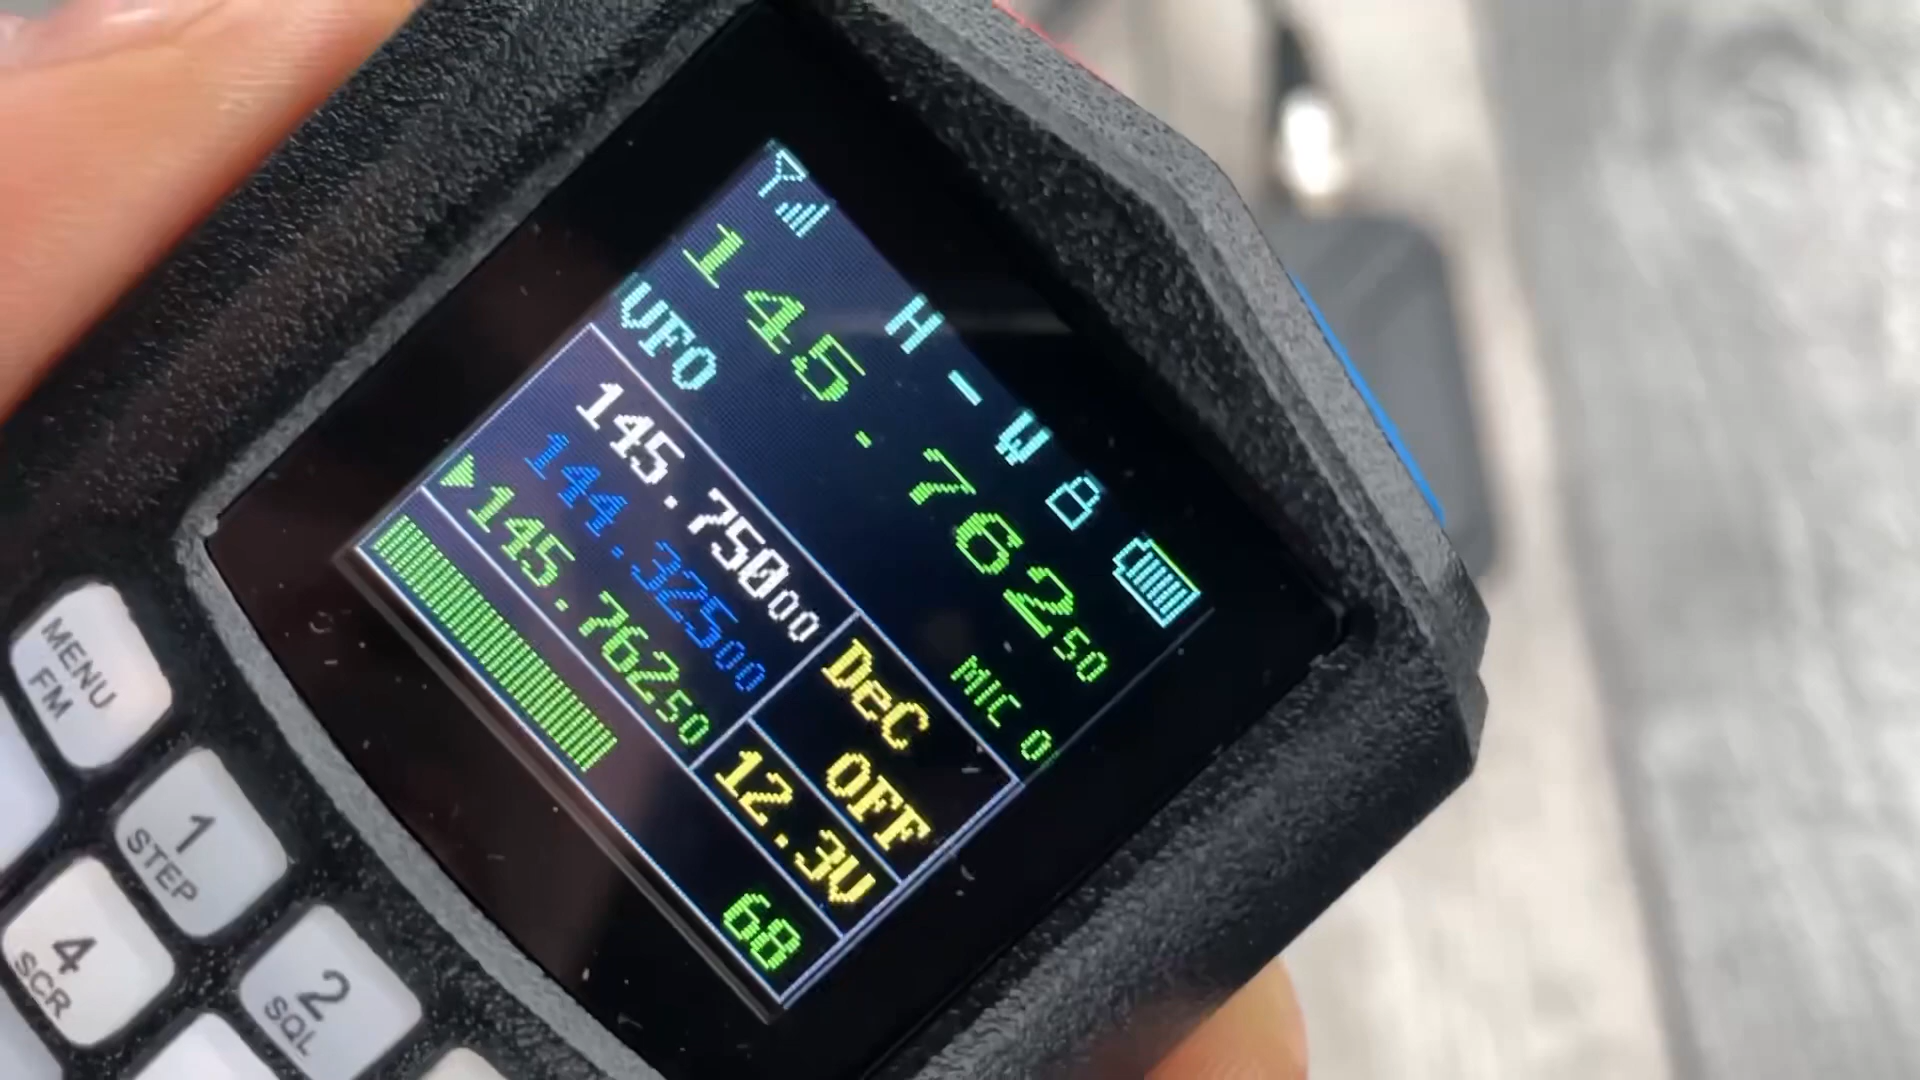 H - W
145.76250
VFO
MIC 0
145.75000
144.32500
145.76250
DeC
OFF
12.3V
68
MENU
FM
1
STEP
2
SQL
4
SCR